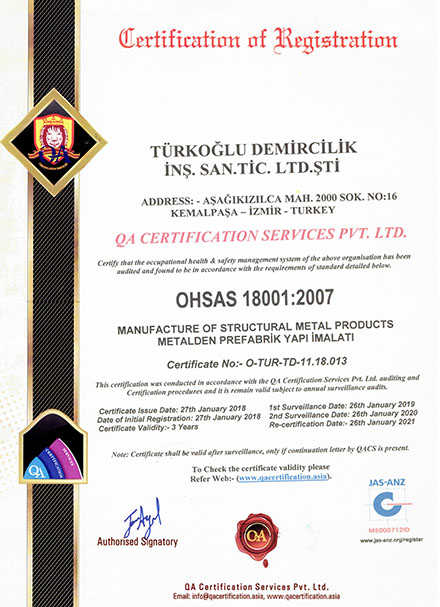 Certification of Registration
TÜRKOĞLU DEMİRCİLİK
İNŞ. SAN.TİC. LTD.ŞTİ
ADDRESS: - AŞAĞIKIZILCA MAH. 2000 SOK. NO:16
KEMALPAŞA – İZMİR - TURKEY
QA CERTIFICATION SERVICES PVT. LTD.
Certify that the occupational health & safety management system of the above organisation has been
audited and found to be in accordance with the requirements of standard detailed below.
OHSAS 18001:2007
MANUFACTURE OF STRUCTURAL METAL PRODUCTS
METALDEN PREFABRİK YAPI İMALATI
Certificate No:- O-TUR-TD-11.18.013
This certification was conducted in accordance with the QA Certification Services Pvt. Ltd. auditing and
Certification procedures and it is remain valid subject to annual surveillance audits.
Certificate Issue Date: 27th January 2018
Date of Initial Registration: 27th January 2018
Certificate Validity:- 3 Years
1st Surveillance Date: 26th January 2019
2nd Surveillance Date: 26th January 2020
Re-certification Date:- 26th January 2021
Note: Certificate shall be valid after surveillance, only if continuation letter by QACS is present.
To Check the certificate validity please
Refer Web:- (www.qacertification.asia).
QA
CERTIFICATION
SERVICES
JAS-ANZ
C
M5000712ID
www.jas-anz.org/register
Authorised Signatory
QA
QA Certification Services Pvt. Ltd.
Email: info@qacertification.asia, www.qacertification.asia